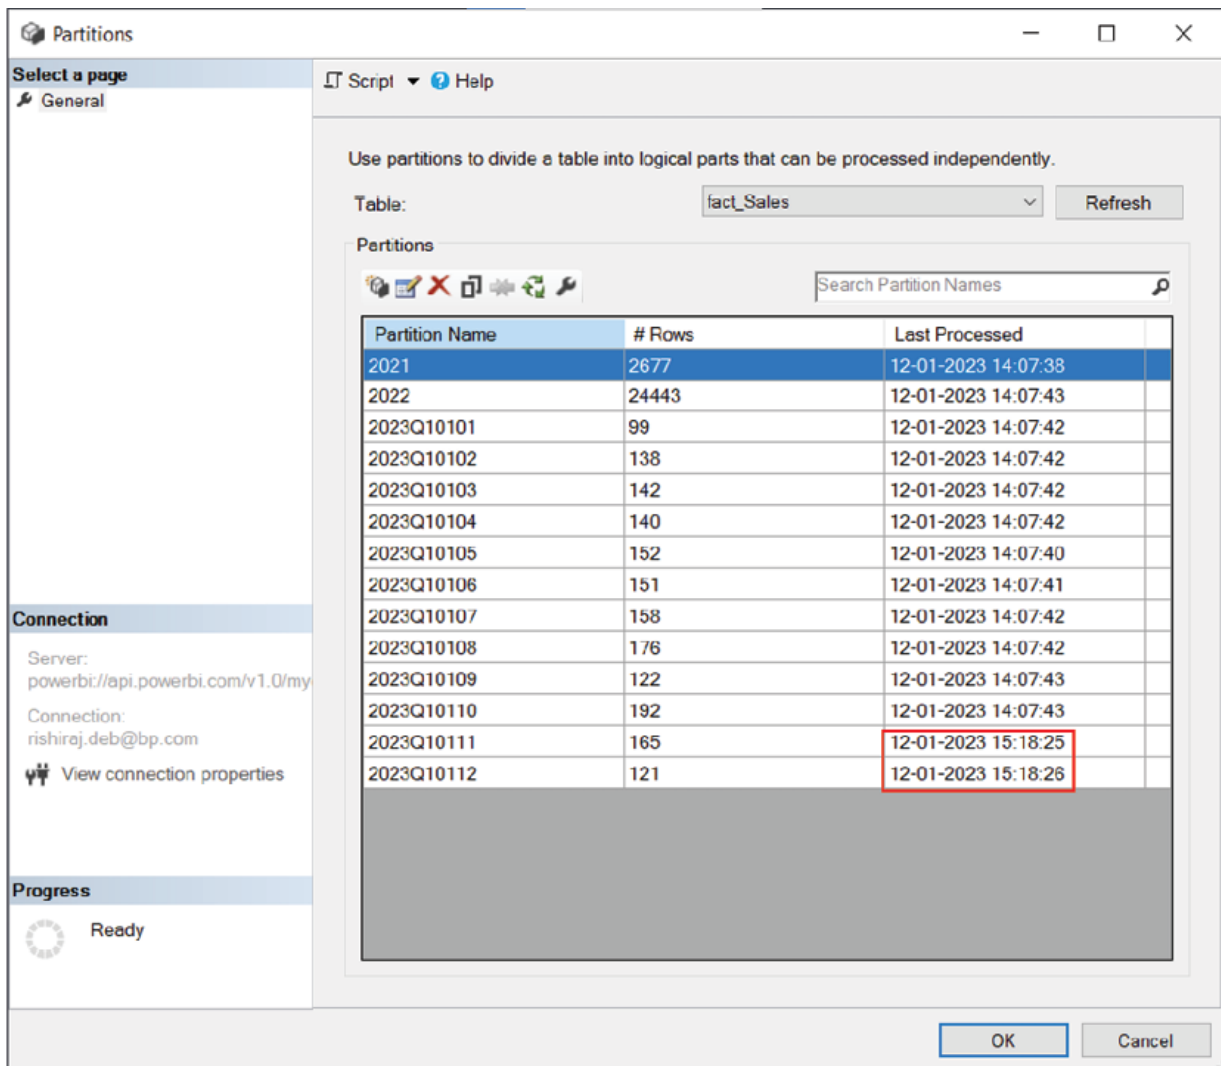 Partitions
Select a page
General
Script Help
Use partitions to divide a table into logical parts that can be processed independently.
Table: fact_Sales Refresh
Partitions
Search Partition Names
Partition Name # Rows Last Processed
2021 2677 12-01-2023 14:07:38
2022 24443 12-01-2023 14:07:43
2023Q10101 99 12-01-2023 14:07:42
2023Q10102 138 12-01-2023 14:07:42
2023Q10103 142 12-01-2023 14:07:42
2023Q10104 140 12-01-2023 14:07:42
2023Q10105 152 12-01-2023 14:07:40
2023Q10106 151 12-01-2023 14:07:41
2023Q10107 158 12-01-2023 14:07:42
2023Q10108 176 12-01-2023 14:07:42
2023Q10109 122 12-01-2023 14:07:43
2023Q10110 192 12-01-2023 14:07:43
2023Q10111 165 12-01-2023 15:18:25
2023Q10112 121 12-01-2023 15:18:26
Connection
Server:
powerbi://api.powerbi.com/v1.0/my
Connection:
rishiraj.deb@bp.com
View connection properties
Progress
Ready
OK Cancel